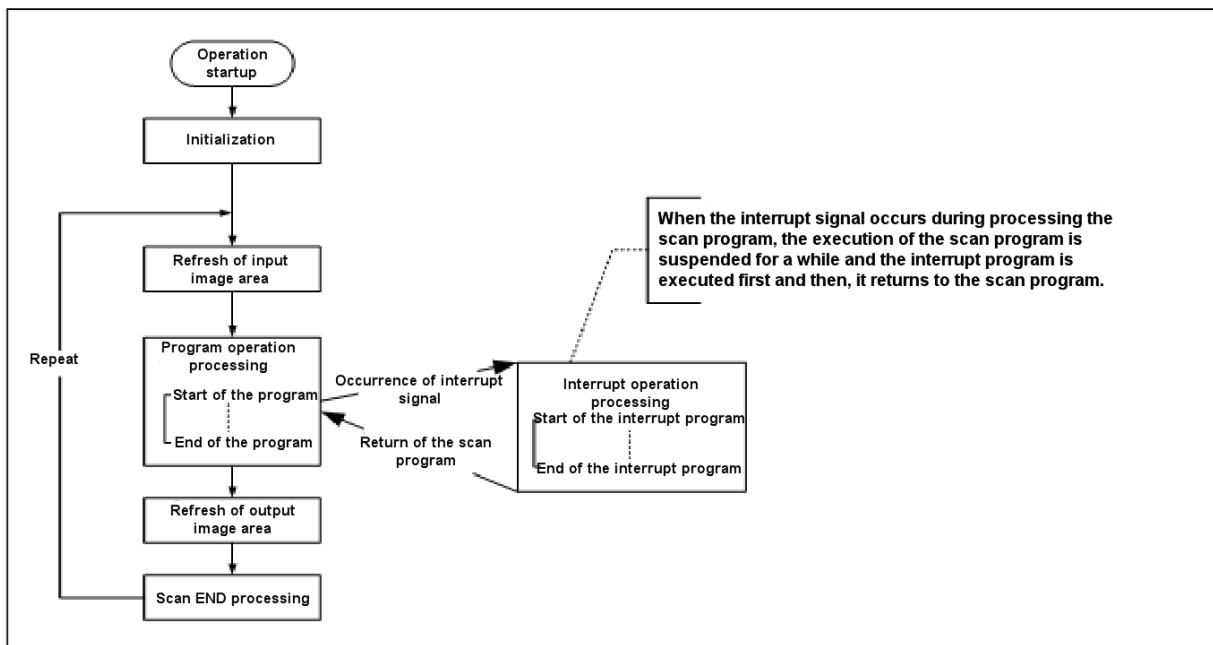 Operation
startup
Initialization
Refresh of input
image area
Repeat
Program operation
processing
Start of the program
End of the program
Occurrence of interrupt
signal
Return of the scan
program
Interrupt operation
processing
Start of the interrupt program
End of the interrupt program
When the interrupt signal occurs during processing the
scan program, the execution of the scan program is
suspended for a while and the interrupt program is
executed first and then, it returns to the scan program.
Refresh of output
image area
Scan END processing